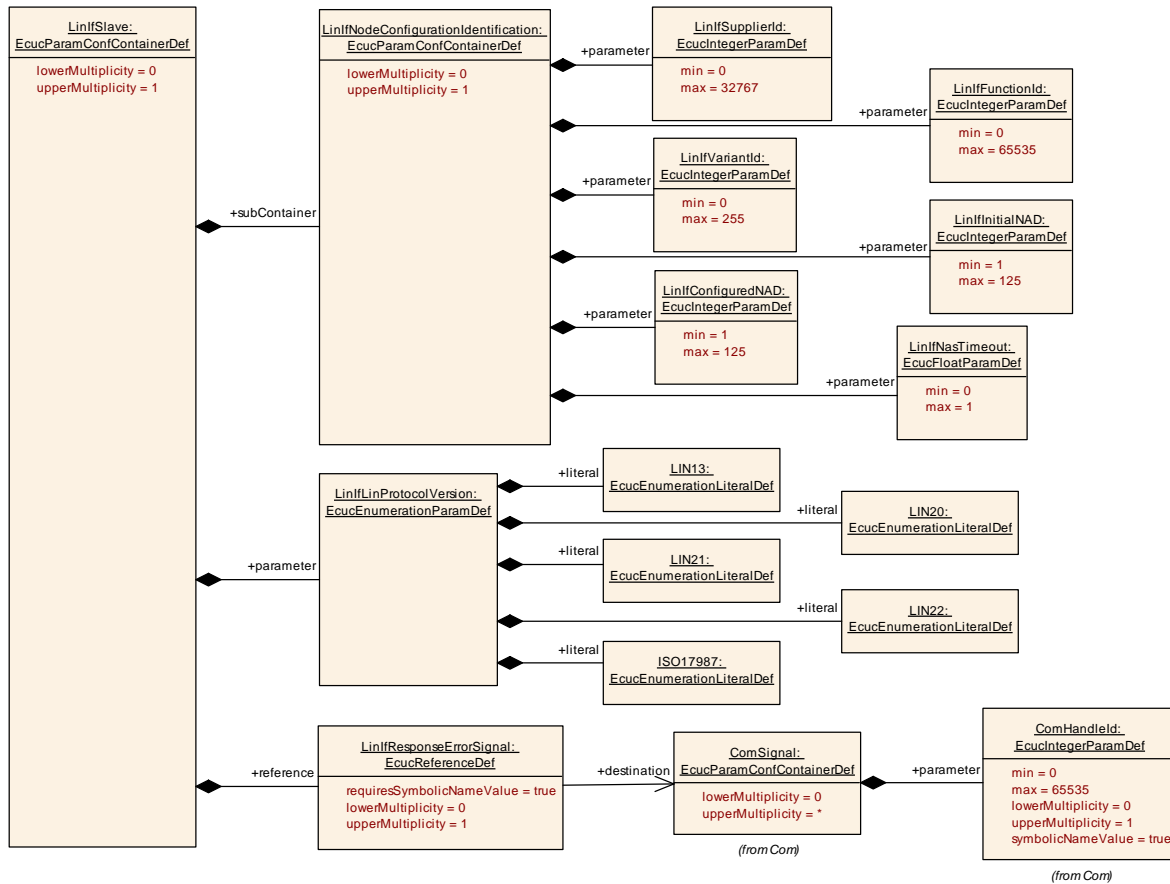 LinIfSlave:
EcucParamConfContainerDef
lowerMultiplicity = 0
upperMultiplicity = 1
+subContainer
LinIfNodeConfigurationIdentification:
EcucParamConfContainerDef
lowerMultiplicity = 0
upperMultiplicity = 1
+parameter
LinIfSupplierId:
EcucIntegerParamDef
min = 0
max = 32767
+parameter
LinIfFunctionId:
EcucIntegerParamDef
min = 0
max = 65535
+parameter
LinIfVariantId:
EcucIntegerParamDef
min = 0
max = 255
+parameter
LinIfInitialNAD:
EcucIntegerParamDef
min = 1
max = 125
+parameter
LinIfConfiguredNAD:
EcucIntegerParamDef
min = 1
max = 125
+parameter
LinIfNasTimeout:
EcucFloatParamDef
min = 0
max = 1
+parameter
LinIfLinProtocolVersion:
EcucEnumerationParamDef
+literal
LIN13:
EcucEnumerationLiteralDef
+literal
LIN20:
EcucEnumerationLiteralDef
+literal
LIN21:
EcucEnumerationLiteralDef
+literal
LIN22:
EcucEnumerationLiteralDef
+literal
ISO17987:
EcucEnumerationLiteralDef
+reference
LinIfResponseErrorSignal:
EcucReferenceDef
requiresSymbolicNameValue = true
lowerMultiplicity = 0
upperMultiplicity = 1
+destination
ComSignal:
EcucParamConfContainerDef
lowerMultiplicity = 0
upperMultiplicity = *
(from Com)
+parameter
ComHandleId:
EcucIntegerParamDef
min = 0
max = 65535
lowerMultiplicity = 0
upperMultiplicity = 1
symbolicNameValue = true
(from Com)